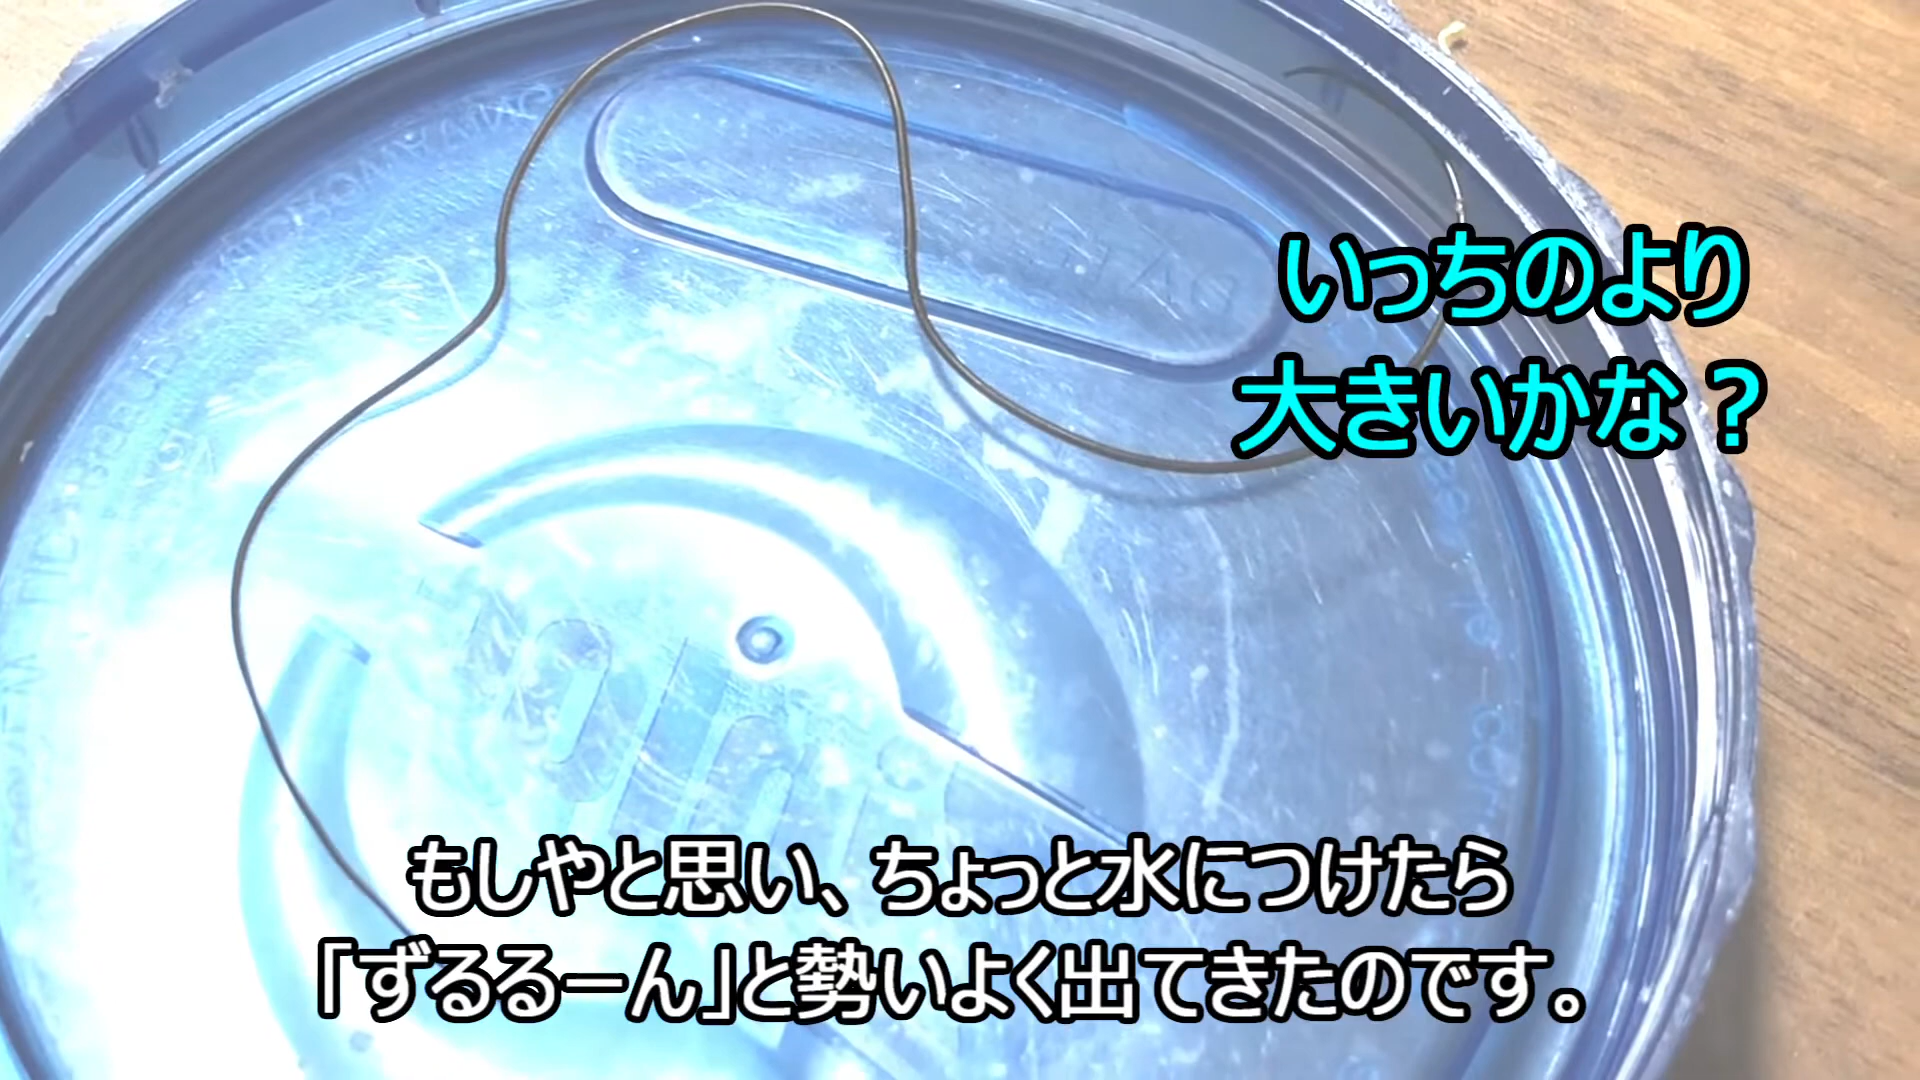 いっちのより
大きいかな？
もしやと思い、ちょっと水につけたら
「ずるるーん」と勢いよく出てきたのです。